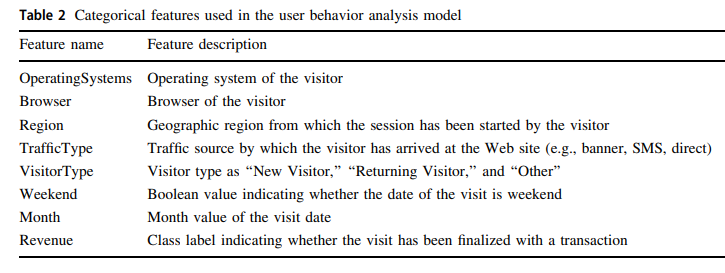 Table 2 Categorical features used in the user behavior analysis model
Feature name Feature description
OperatingSystems Operating system of the visitor
Browser Browser of the visitor
Region Geographic region from which the session has been started by the visitor
TrafficType Traffic source by which the visitor has arrived at the Web site (e.g., banner, SMS, direct)
VisitorType Visitor type as “New Visitor,” “Returning Visitor,” and “Other”
Weekend Boolean value indicating whether the date of the visit is weekend
Month Month value of the visit date
Revenue Class label indicating whether the visit has been finalized with a transaction